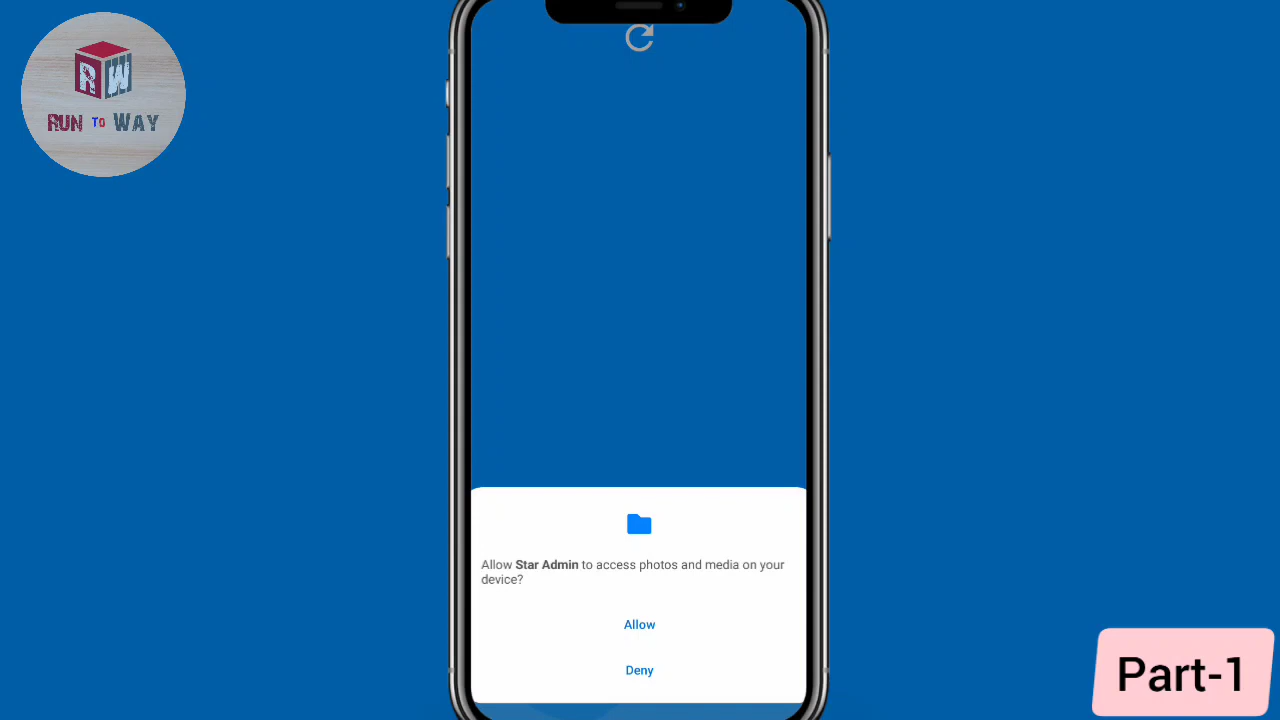 RW
RUN TO WAY
Allow Star Admin to access photos and media on your
device?
Allow
Deny
Part-1